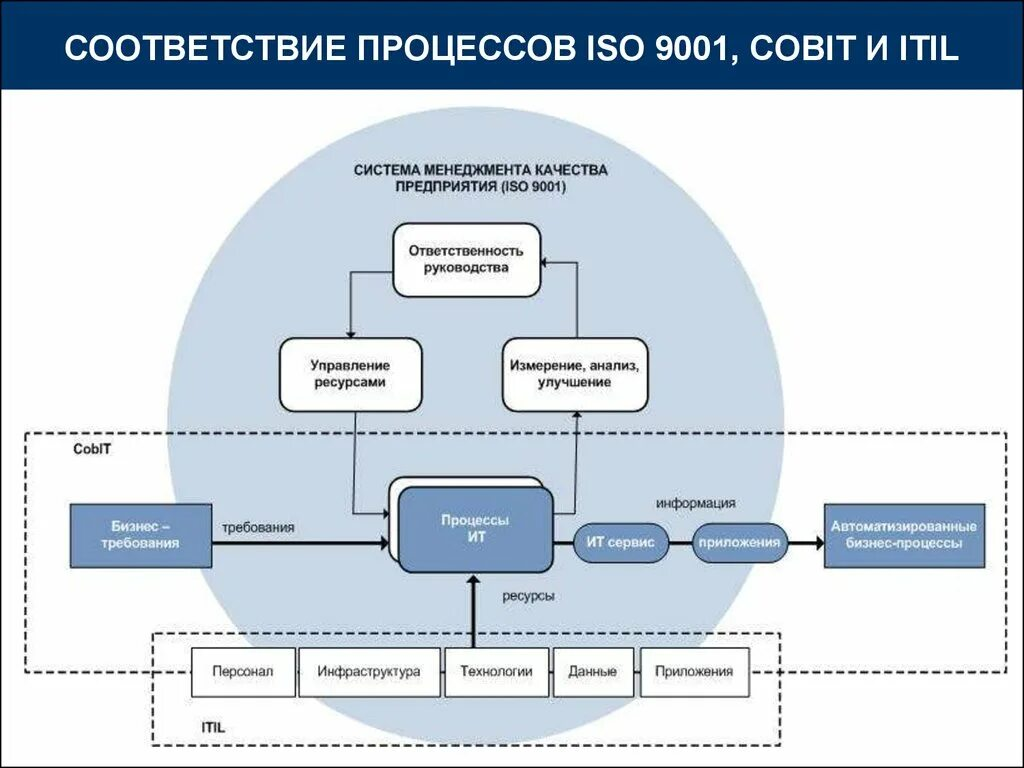 СООТВЕТСТВИЕ ПРОЦЕССОВ ISO 9001, COBIT И ITIL
СИСТЕМА МЕНЕДЖМЕНТА КАЧЕСТВА
ПРЕДПРИЯТИЯ (ISO 9001)
Ответственность
руководства
Управление
ресурсами
Измерение, анализ,
улучшение
CobIT
Бизнес –
требования
требования
Процессы
ИТ
ИТ сервис
информация
приложения
Автоматизированные
бизнес-процессы
ресурсы
Персонал
Инфраструктура
Технологии
Данные
Приложения
ITIL